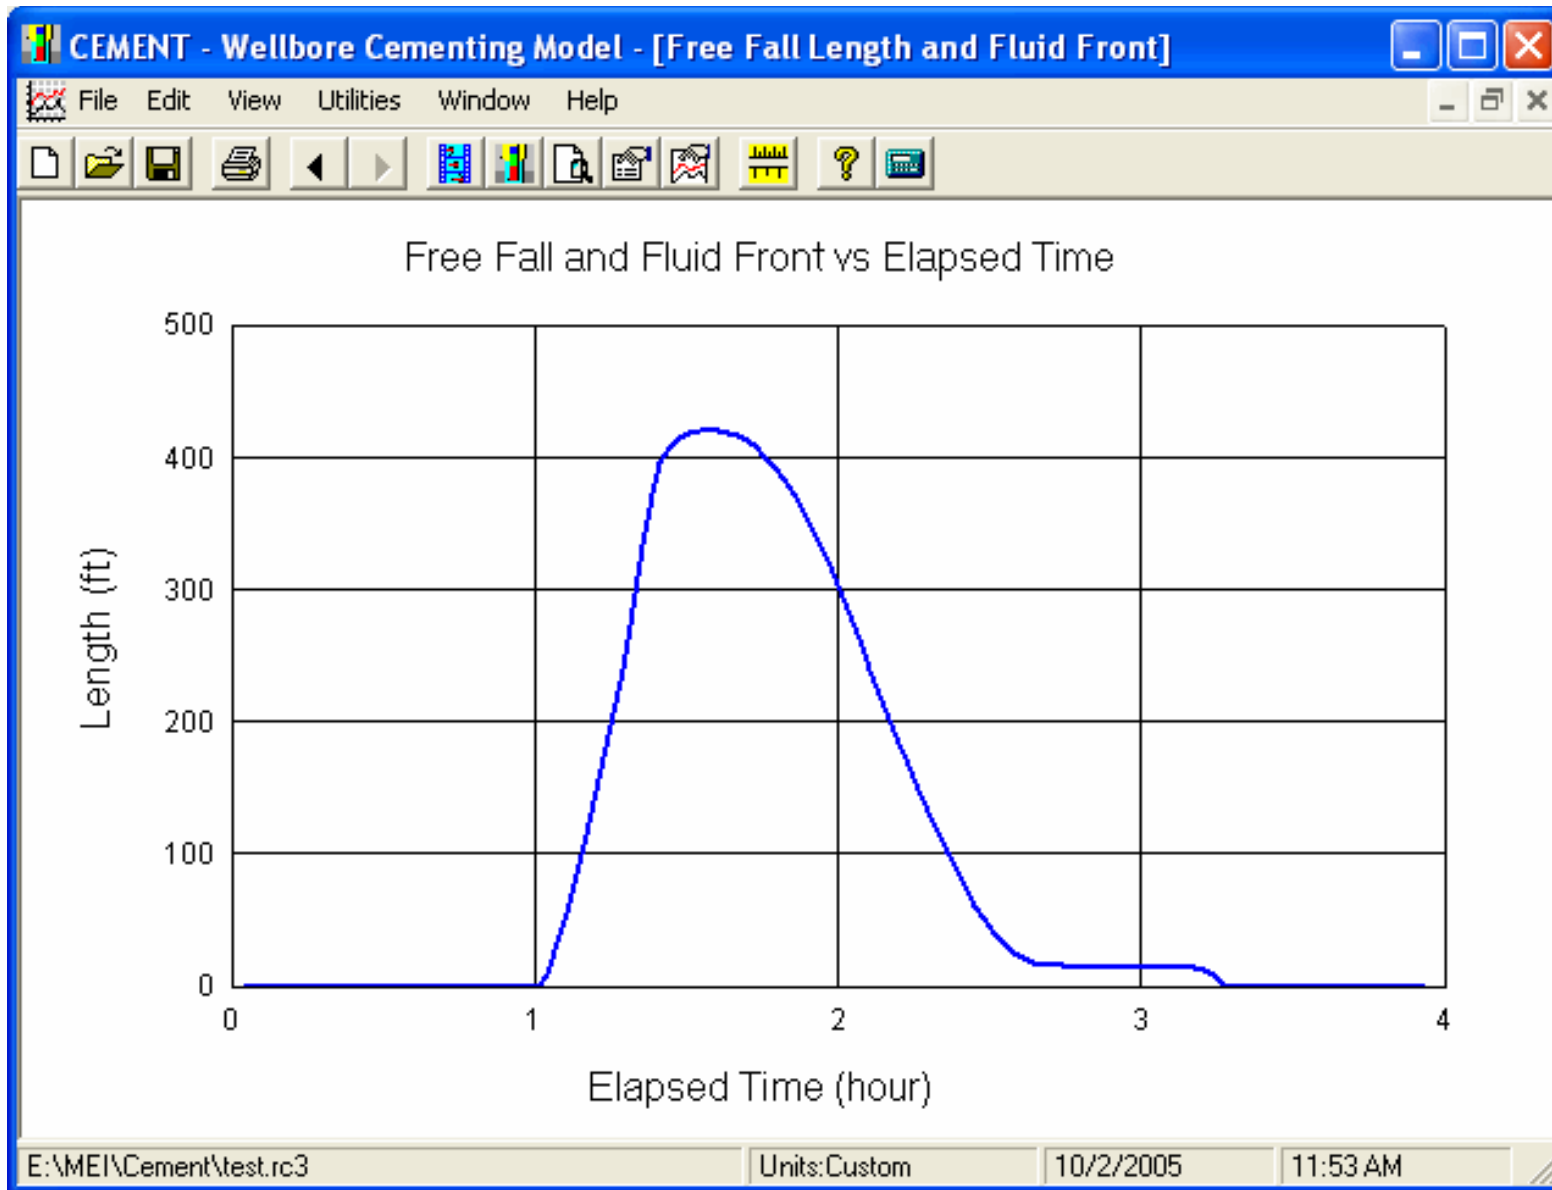 CEMENT - Wellbore Cementing Model - [Free Fall Length and Fluid Front]
File Edit View Utilities Window Help
Free Fall and Fluid Front vs Elapsed Time
500
400
300
200
100
0
Length (ft)
0 1 2 3 4
Elapsed Time (hour)
E:\MEI\Cement\test.rc3 Units:Custom 10/2/2005 11:53 AM